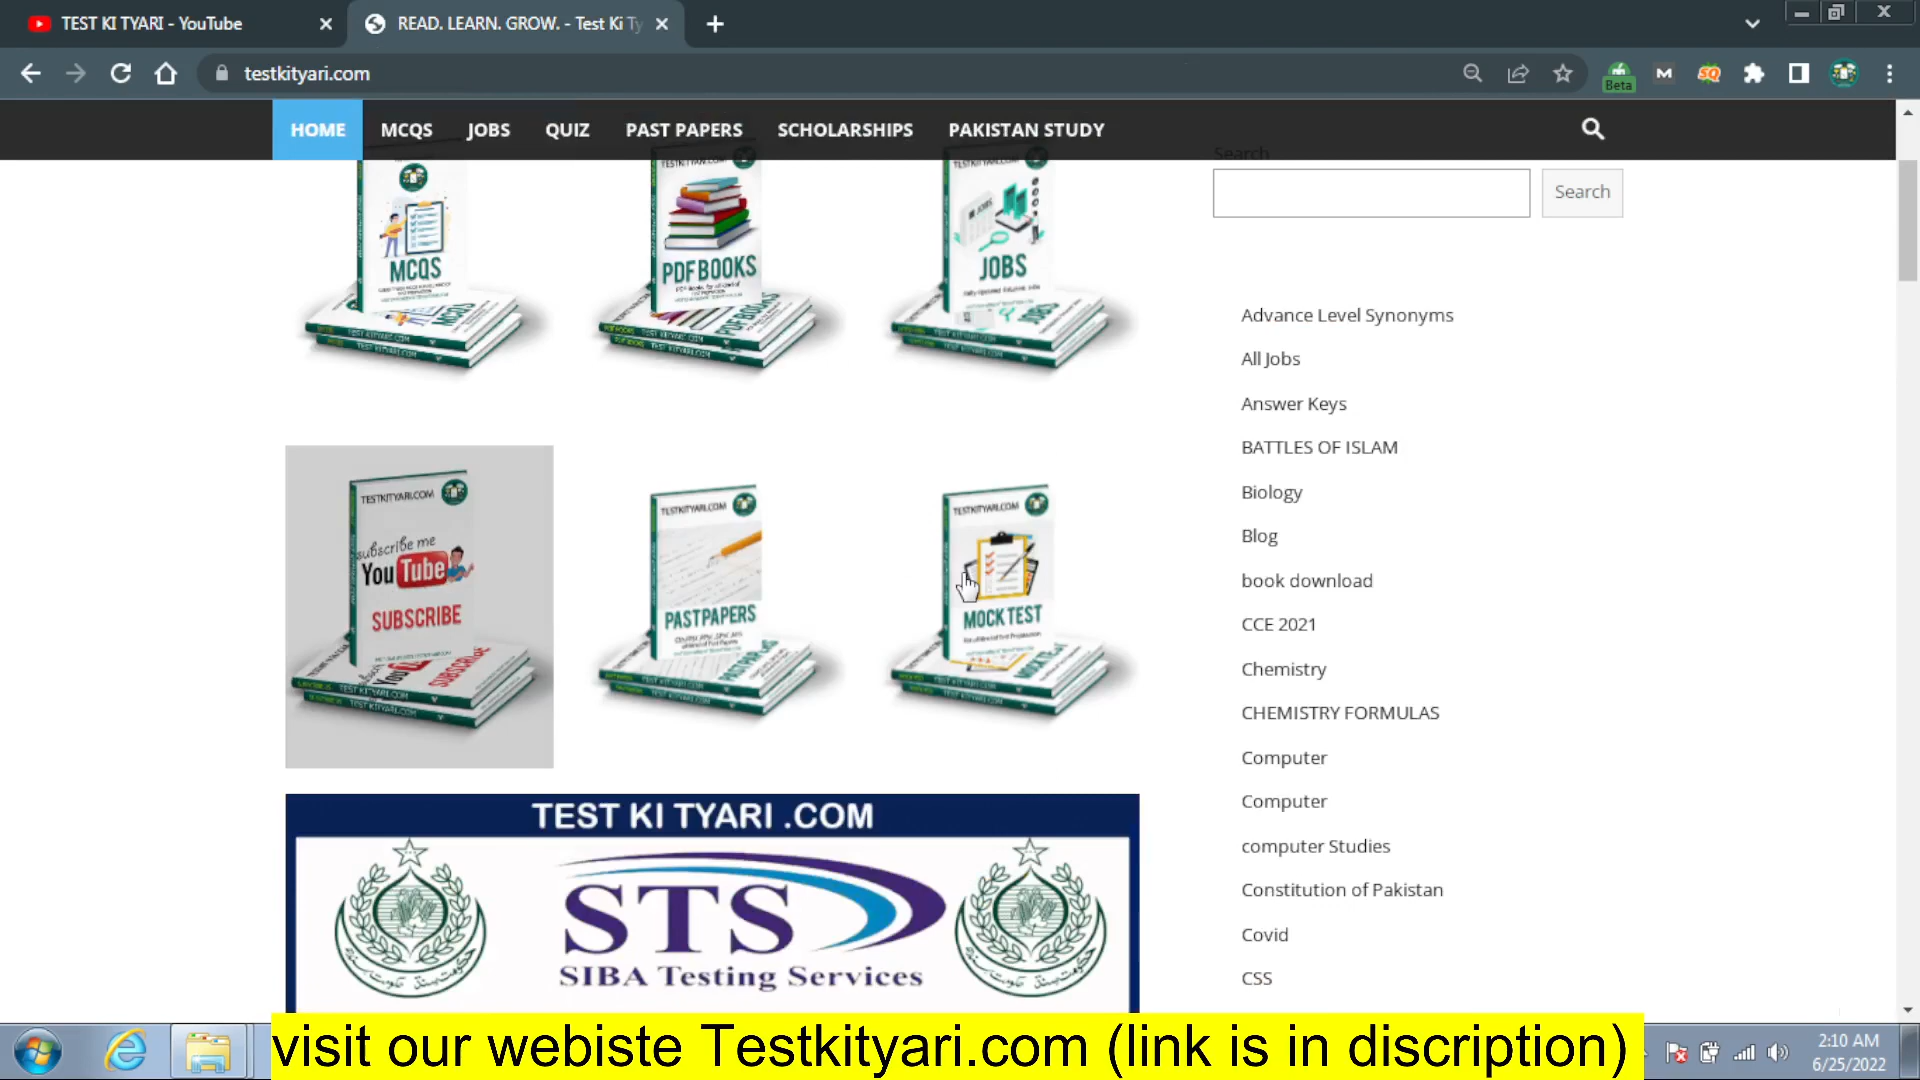 TEST KI TYARI - YouTube
READ. LEARN. GROW. - Test Ki Ty
testkityari.com
Beta
HOME MCQS JOBS QUIZ PAST PAPERS SCHOLARSHIPS PAKISTAN STUDY
Search
Search
MCQS
PDF BOOKS
JOBS
TESTKITYARI.COM
subscribe me
You Tube
SUBSCRIBE
TESTKITYARI.COM
PAST PAPERS
TESTKITYARI.COM
MOCK TEST
Advance Level Synonyms
All Jobs
Answer Keys
BATTLES OF ISLAM
Biology
Blog
book download
CCE 2021
Chemistry
CHEMISTRY FORMULAS
Computer
Computer
computer Studies
Constitution of Pakistan
Covid
CSS
TEST KI TYARI .COM
STS
SIBA Testing Services
visit our webiste Testkityari.com (link is in discription)
2:10 AM
6/25/2022